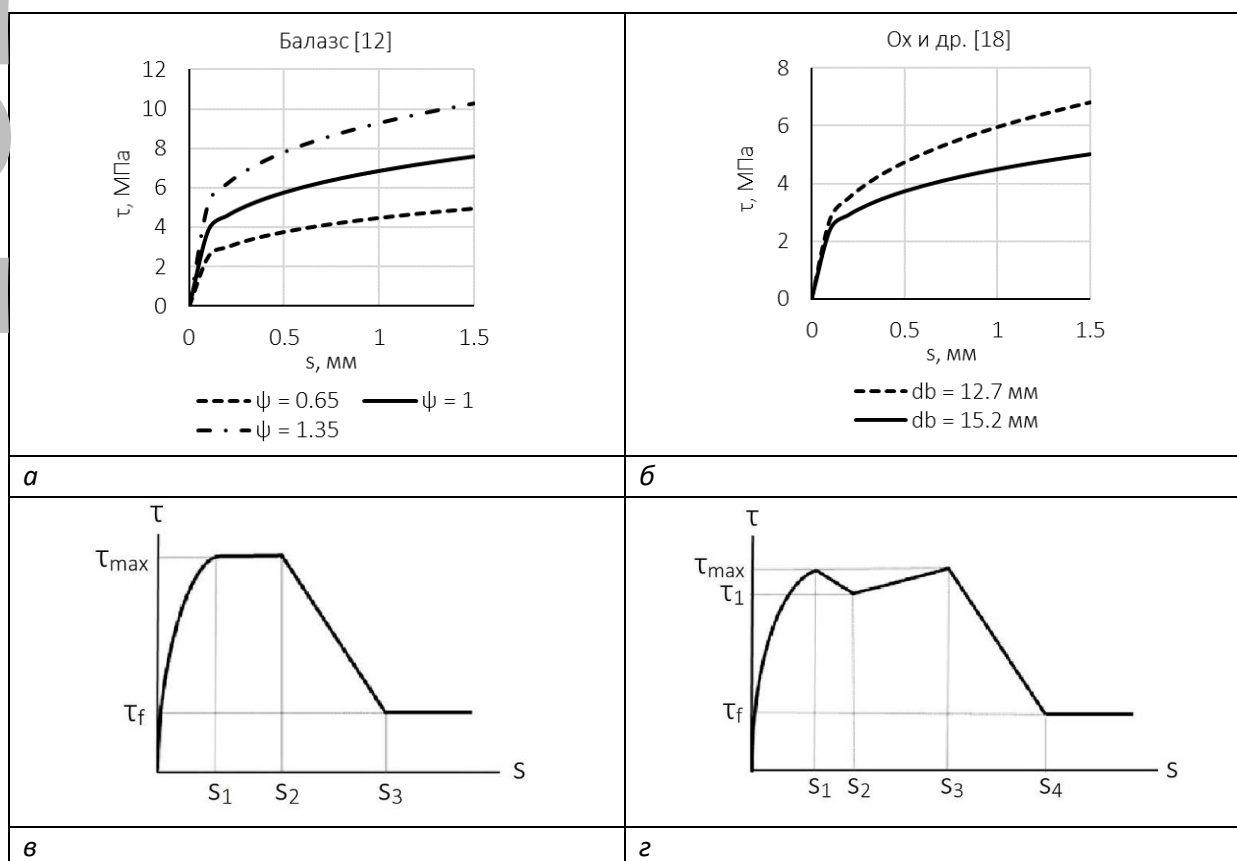 Балазс [12]
12
10
8
6
4
2
0
τ, МПа
0 0.5 1 1.5
s, мм
ψ = 0.65 ψ = 1
ψ = 1.35
а
Ох и др. [18]
8
6
4
2
0
τ, МПа
0 0.5 1 1.5
s, мм
db = 12.7 мм
db = 15.2 мм
б
τ
τmax
τf
s1 s2 s3
s
в
τ
τmax
τ1
τf
s1 s2 s3 s4
s
г